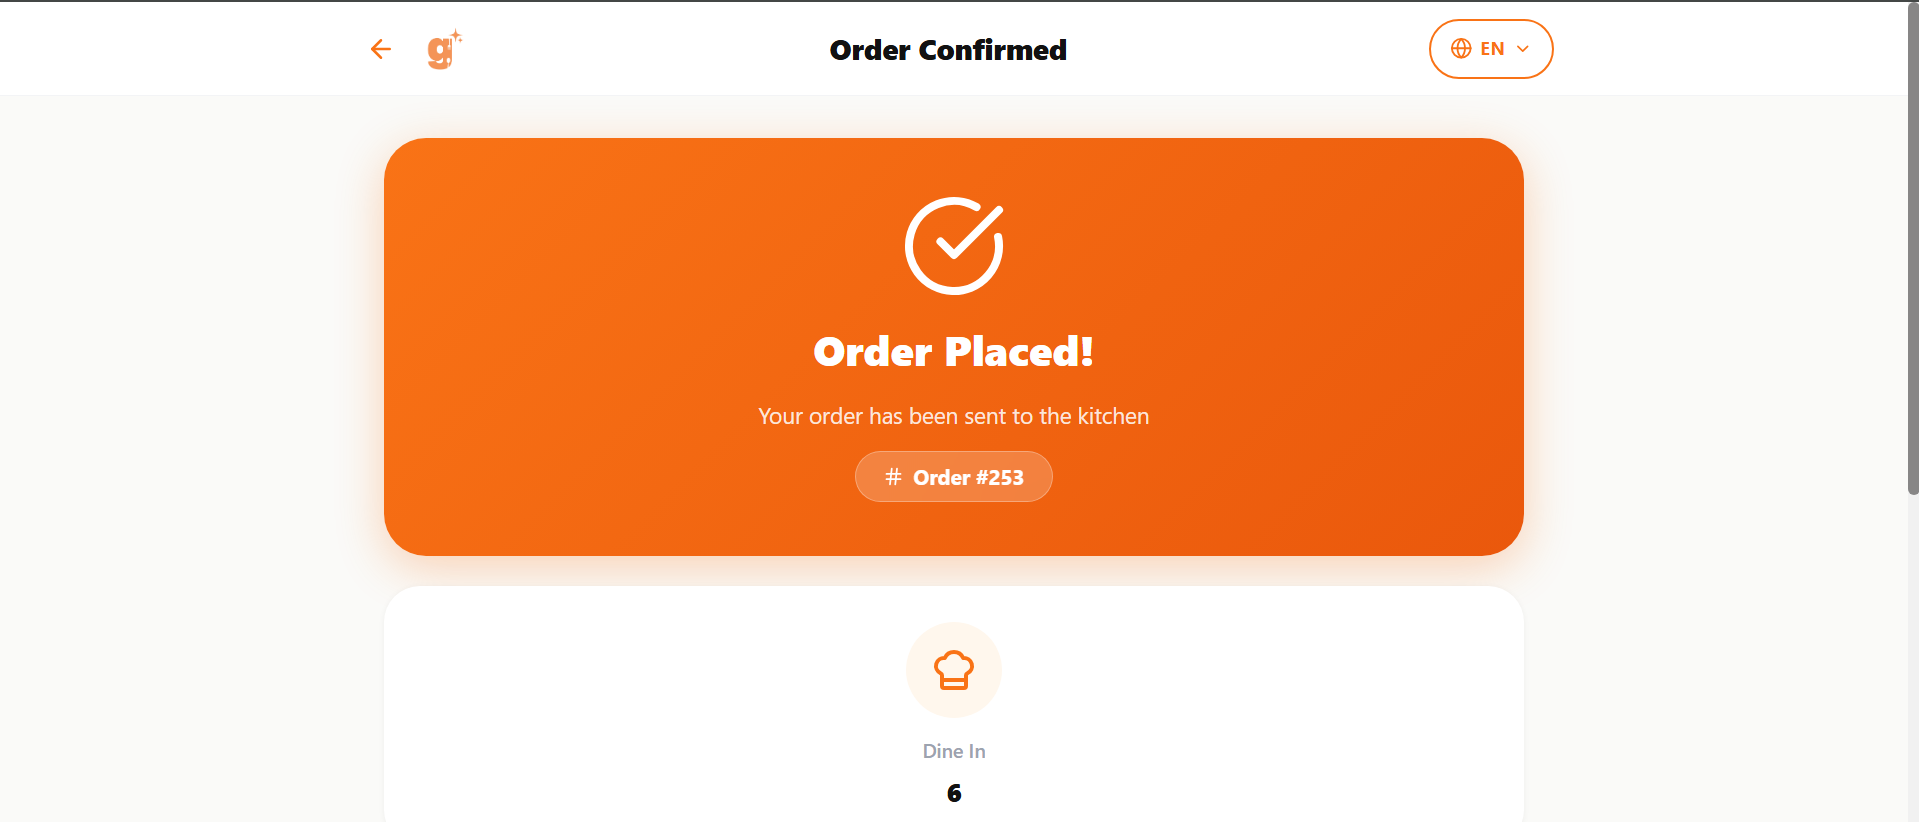 g
Order Confirmed
EN
Order Placed!
Your order has been sent to the kitchen
# Order #253
Dine In
6